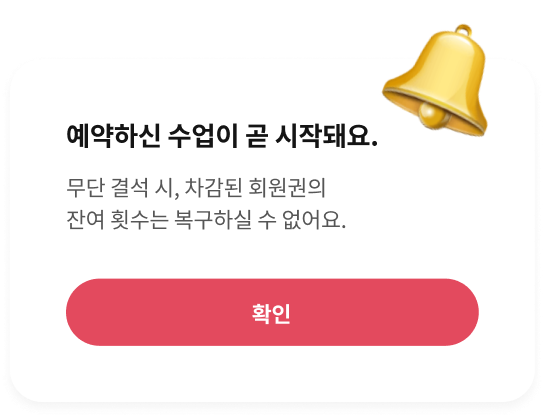 예약하신 수업이 곧 시작돼요.
무단 결석 시, 차감된 회원권의
잔여 횟수는 복구하실 수 없어요.
확인